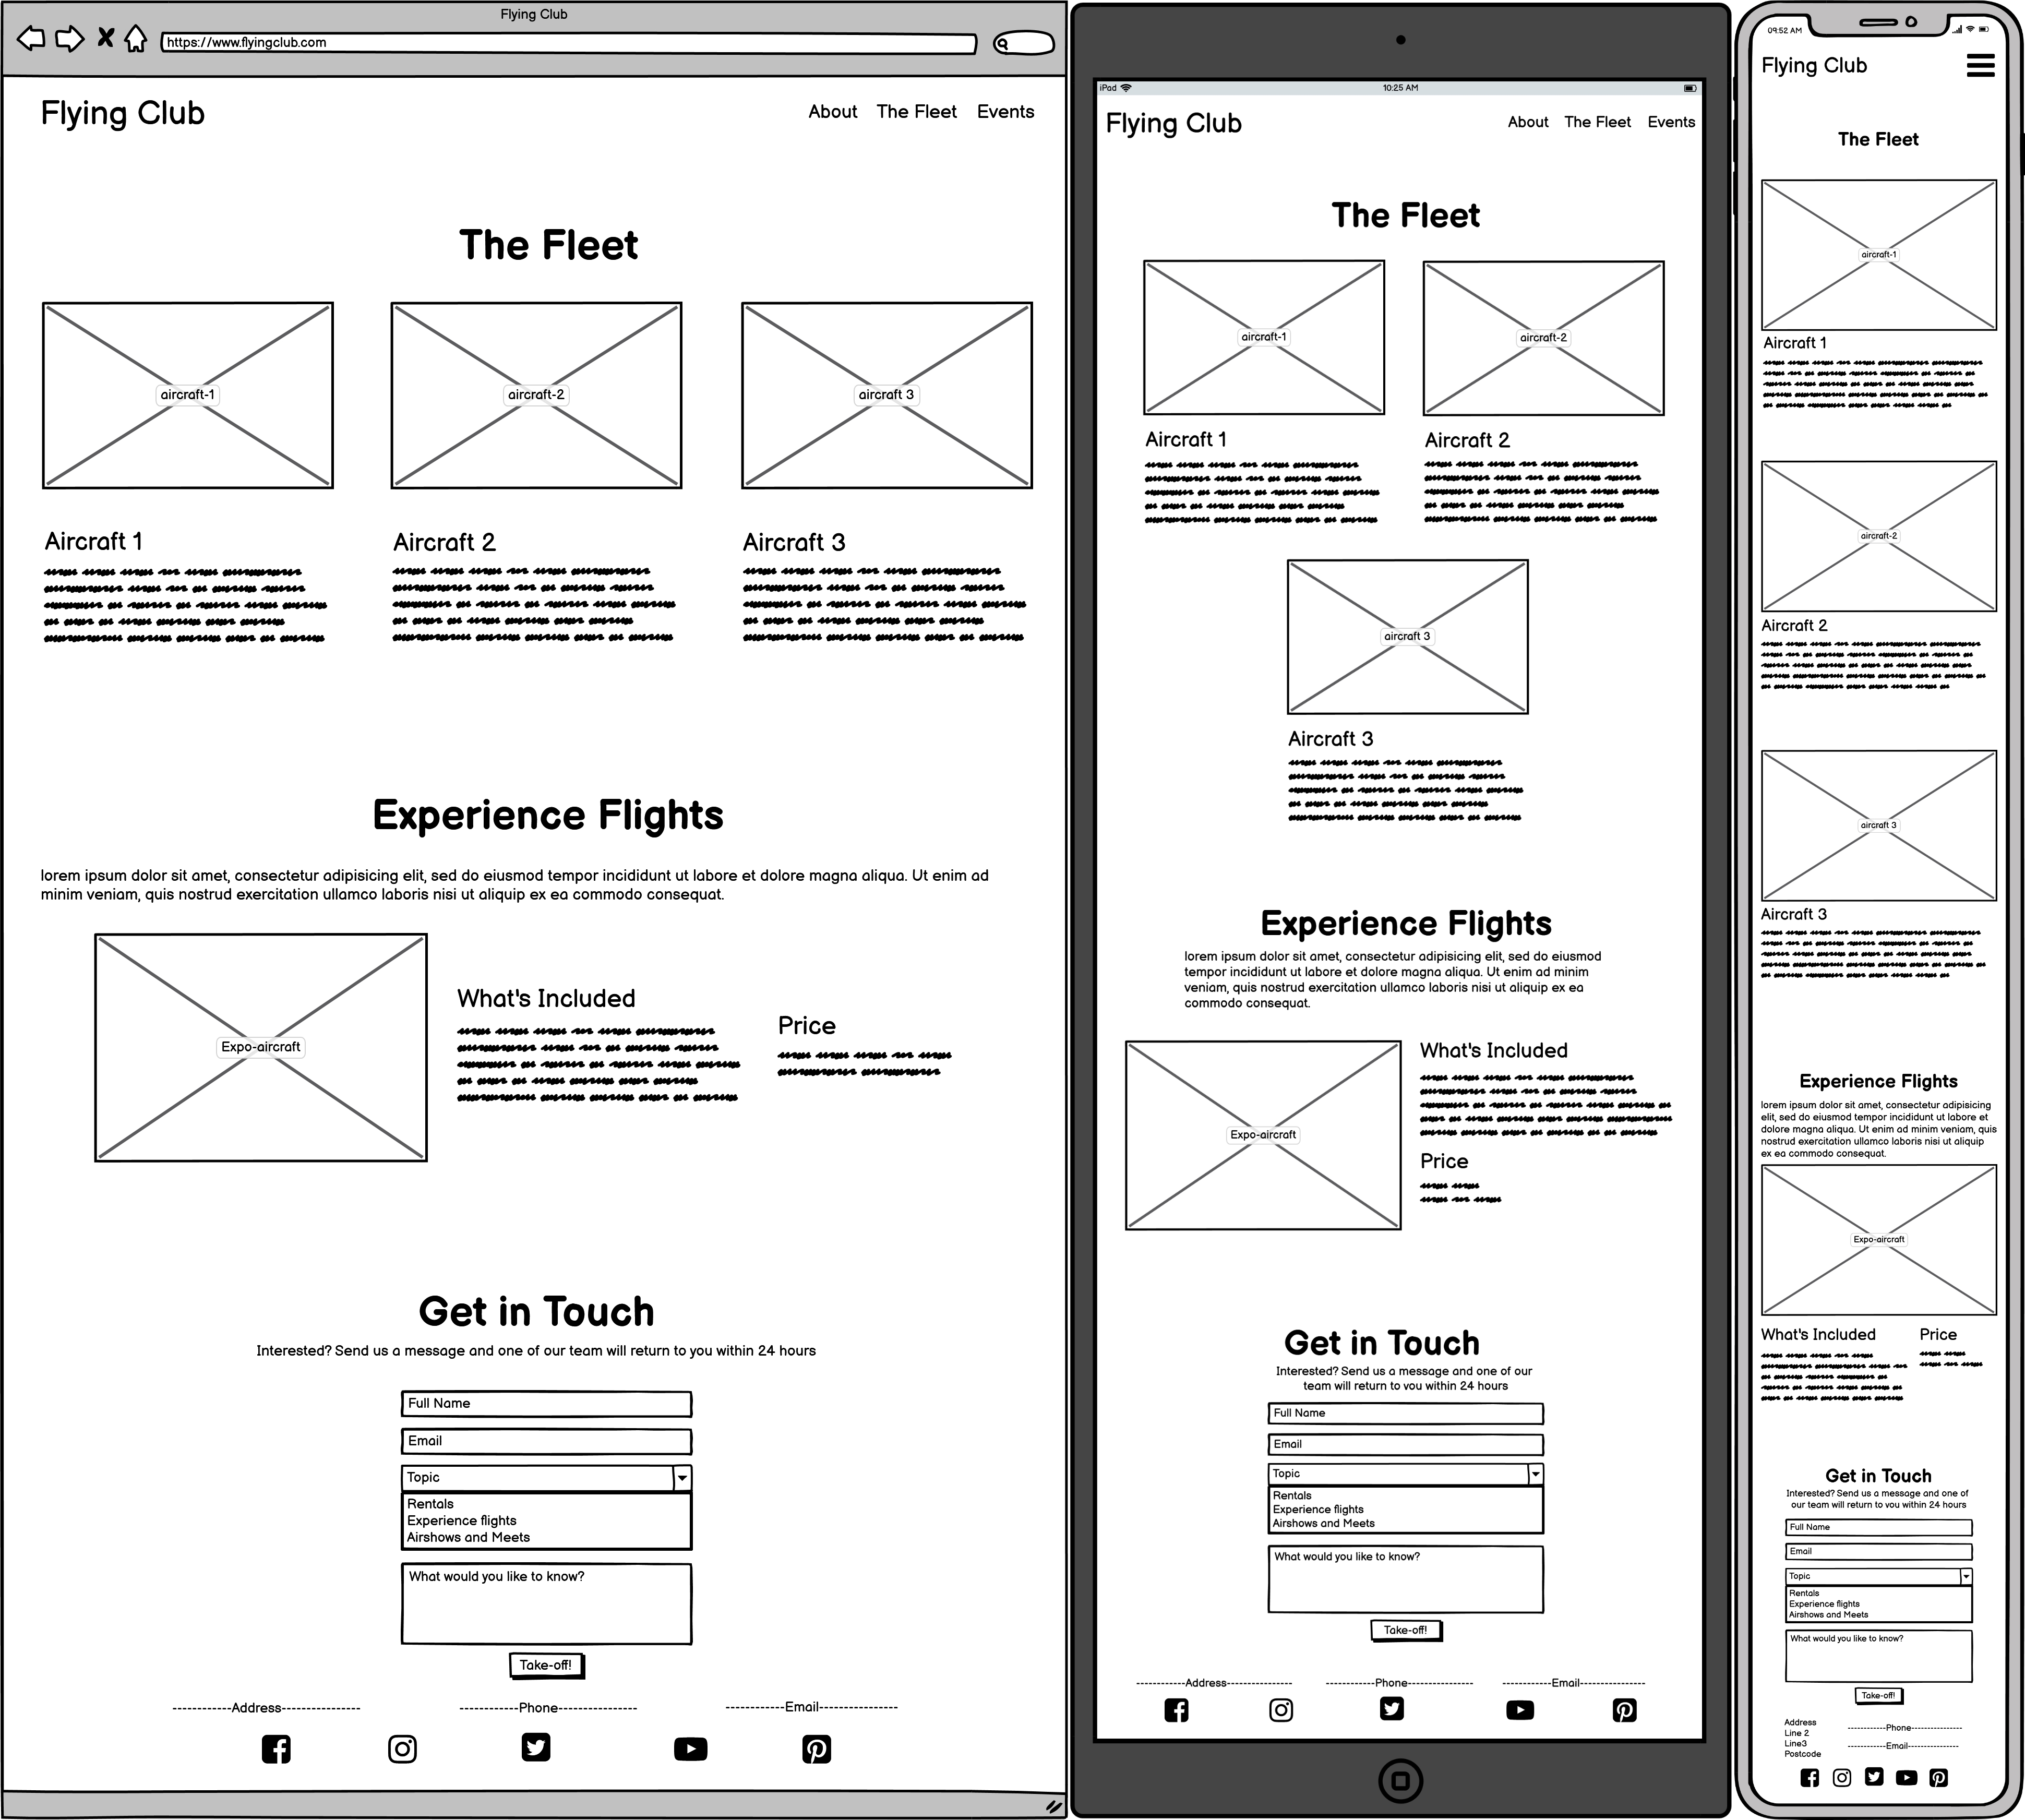 Flying Club
https://www.flyingclub.com
Flying Club
About The Fleet Events
The Fleet
aircraft-1
aircraft-2
aircraft 3
Aircraft 1
Aircraft 2
Aircraft 3
Experience Flights
lorem ipsum dolor sit amet, consectetur adipisicing elit, sed do eiusmod tempor incididunt ut labore et dolore magna aliqua. Ut enim ad
minim veniam, quis nostrud exercitation ullamco laboris nisi ut aliquip ex ea commodo consequat.
Expo-aircraft
What's Included
Price
Get in Touch
Interested? Send us a message and one of our team will return to you within 24 hours
Full Name
Email
Topic
Rentals
Experience flights
Airshows and Meets
What would you like to know?
Take-off!
------------Address----------------
------------Phone----------------
------------Email----------------
iPad
10:25 AM
Flying Club
About The Fleet Events
The Fleet
aircraft-1
aircraft-2
Aircraft 1
Aircraft 2
aircraft 3
Aircraft 3
Experience Flights
lorem ipsum dolor sit amet, consectetur adipisicing elit, sed do eiusmod
tempor incididunt ut labore et dolore magna aliqua. Ut enim ad minim
veniam, quis nostrud exercitation ullamco laboris nisi ut aliquip ex ea
commodo consequat.
Expo-aircraft
What's Included
Price
Get in Touch
Interested? Send us a message and one of our
team will return to you within 24 hours
Full Name
Email
Topic
Rentals
Experience flights
Airshows and Meets
What would you like to know?
Take-off!
------------Address----------------
------------Phone----------------
------------Email----------------
09:52 AM
Flying Club
The Fleet
aircraft-1
Aircraft 1
aircraft-2
Aircraft 2
aircraft 3
Aircraft 3
Experience Flights
lorem ipsum dolor sit amet, consectetur adipisicing
elit, sed do eiusmod tempor incididunt ut labore et
dolore magna aliqua. Ut enim ad minim veniam, quis
nostrud exercitation ullamco laboris nisi ut aliquip
ex ea commodo consequat.
Expo-aircraft
What's Included
Price
Get in Touch
Interested? Send us a message and one of
our team will return to you within 24 hours
Full Name
Email
Topic
Rentals
Experience flights
Airshows and Meets
What would you like to know?
Take-off!
Address
Line 2
Line3
Postcode
------------Phone----------------
------------Email----------------